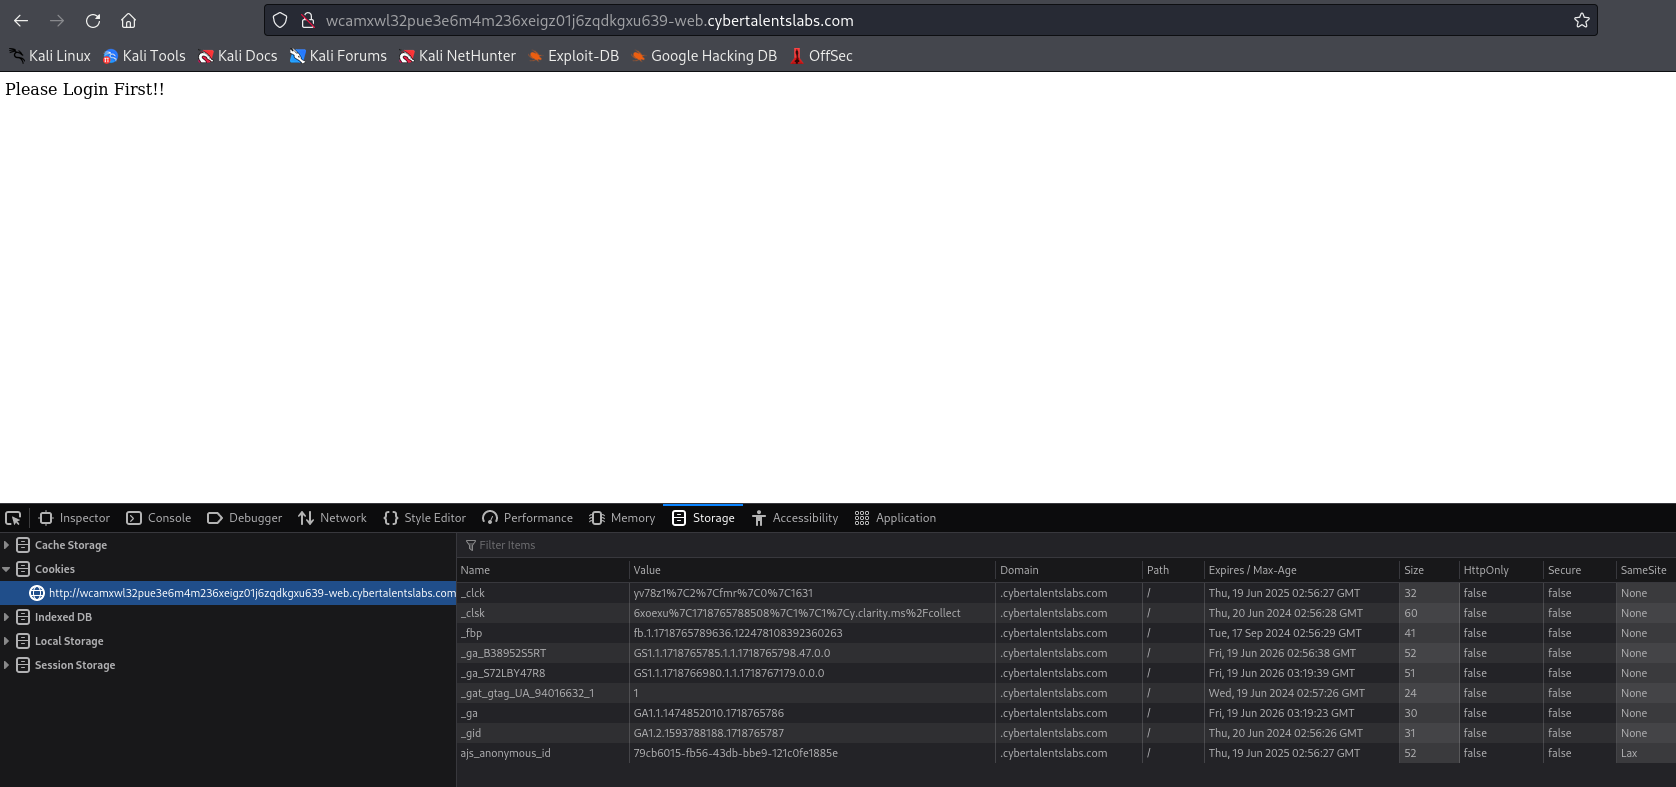 wcamxwl32pue3e6m4m236xeigz01j6zqdkgxu639-web.cybertalentslabs.com
Kali Linux Kali Tools Kali Docs Kali Forums Kali NetHunter Exploit-DB Google Hacking DB OffSec
Please Login First!!
Inspector Console Debugger Network Style Editor Performance Memory Storage Accessibility Application
Cache Storage
Cookies
http://wcamxwl32pue3e6m4m236xeigz01j6zqdkgxu639-web.cybertalentslabs.com
Indexed DB
Local Storage
Session Storage
Filter Items
Name Value Domain Path Expires / Max-Age Size HttpOnly Secure SameSite
_clck yv78z1%7C2%7Cfmr%7C0%7C1631 .cybertalentslabs.com / Thu, 19 Jun 2025 02:56:27 GMT 32 false false None
_clsk 6xoexu%7C1718765788508%7C1%7C1%7Cy.clarity.ms%2Fcollect .cybertalentslabs.com / Thu, 20 Jun 2024 02:56:28 GMT 60 false false None
_fbp fb.1.1718765789636.122478108392360263 .cybertalentslabs.com / Tue, 17 Sep 2024 02:56:29 GMT 41 false false None
_ga_B38952S5RT GS1.1.1718765785.1.1.1718765798.47.0.0 .cybertalentslabs.com / Fri, 19 Jun 2026 02:56:38 GMT 52 false false None
_ga_S72LBY47R8 GS1.1.1718766980.1.1.1718767179.0.0.0 .cybertalentslabs.com / Fri, 19 Jun 2026 03:19:39 GMT 51 false false None
_gat_gtag_UA_94016632_1 1 .cybertalentslabs.com / Wed, 19 Jun 2024 02:57:26 GMT 24 false false None
_ga GA1.1.1474852010.1718765786 .cybertalentslabs.com / Fri, 19 Jun 2026 03:19:23 GMT 30 false false None
_gid GA1.2.1593788188.1718765787 .cybertalentslabs.com / Thu, 20 Jun 2024 02:56:26 GMT 31 false false None
ajs_anonymous_id 79cb6015-fb56-43db-bbe9-121c0fe1885e .cybertalentslabs.com / Thu, 19 Jun 2025 02:56:27 GMT 52 false false Lax